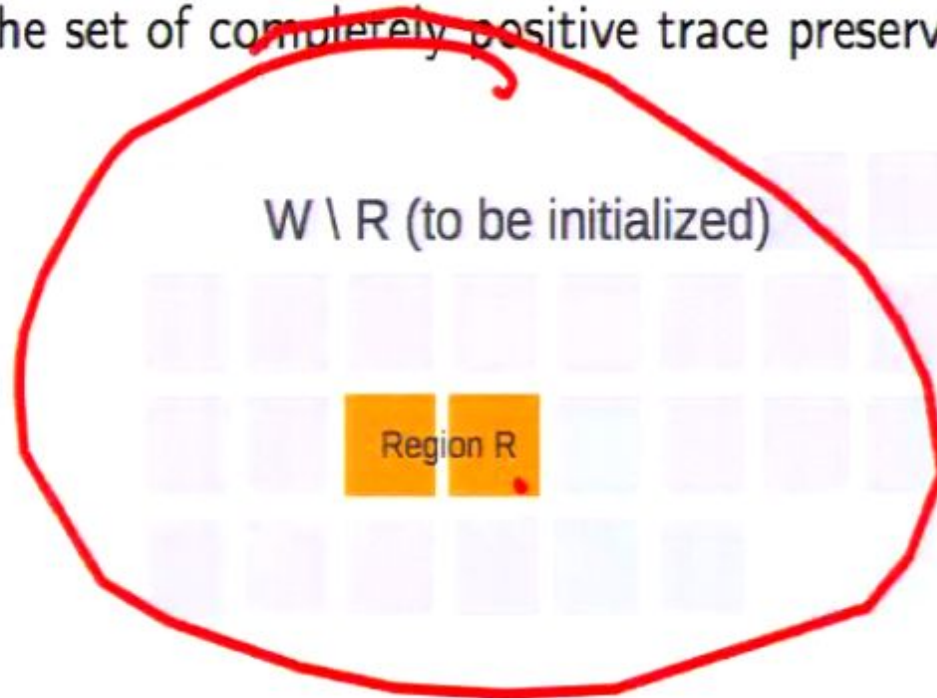 he set of completely positive trace preserv
W \ R (to be initialized)
Region R